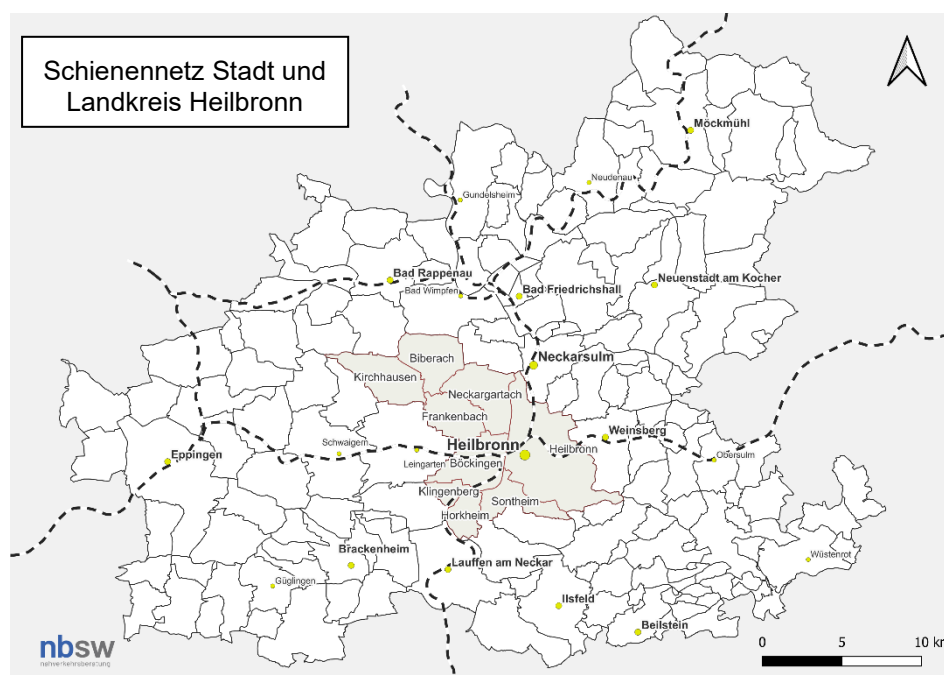 Schienennetz Stadt und
Landkreis Heilbronn
Möckmühl
Neudenau
Gundelsheim
Bad Rappenau
Neuenstadt am Kocher
Bad Wimpfen
Bad Friedrichshall
Neckarsulm
Biberach
Kirchhausen
Neckargartach
Frankenbach
Weinsberg
Schwaigern
Heilbronn
Heilbronn
Eppingen
Obersulm
Leingarten
Böckingen
Klingenberg
Sontheim
Horkheim
Brackenheim
Wüstenrot
Lauffen am Neckar
Güglingen
Ilsfeld
Beilstein
nbsw
nahverkehrsberatung
0 5 10 km